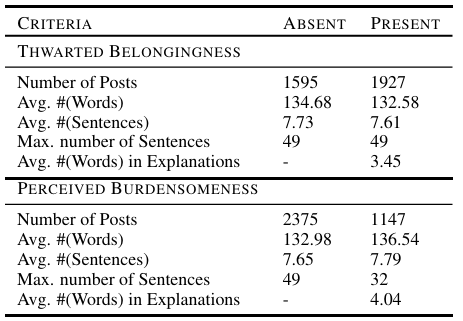 CRITERIA ABSENT PRESENT
THWARTED BELONGINGNESS
Number of Posts 1595 1927
Avg. #(Words) 134.68 132.58
Avg. #(Sentences) 7.73 7.61
Max. number of Sentences 49 49
Avg. #(Words) in Explanations - 3.45
PERCEIVED BURDENSOMENESS
Number of Posts 2375 1147
Avg. #(Words) 132.98 136.54
Avg. #(Sentences) 7.65 7.79
Max. number of Sentences 49 32
Avg. #(Words) in Explanations - 4.04